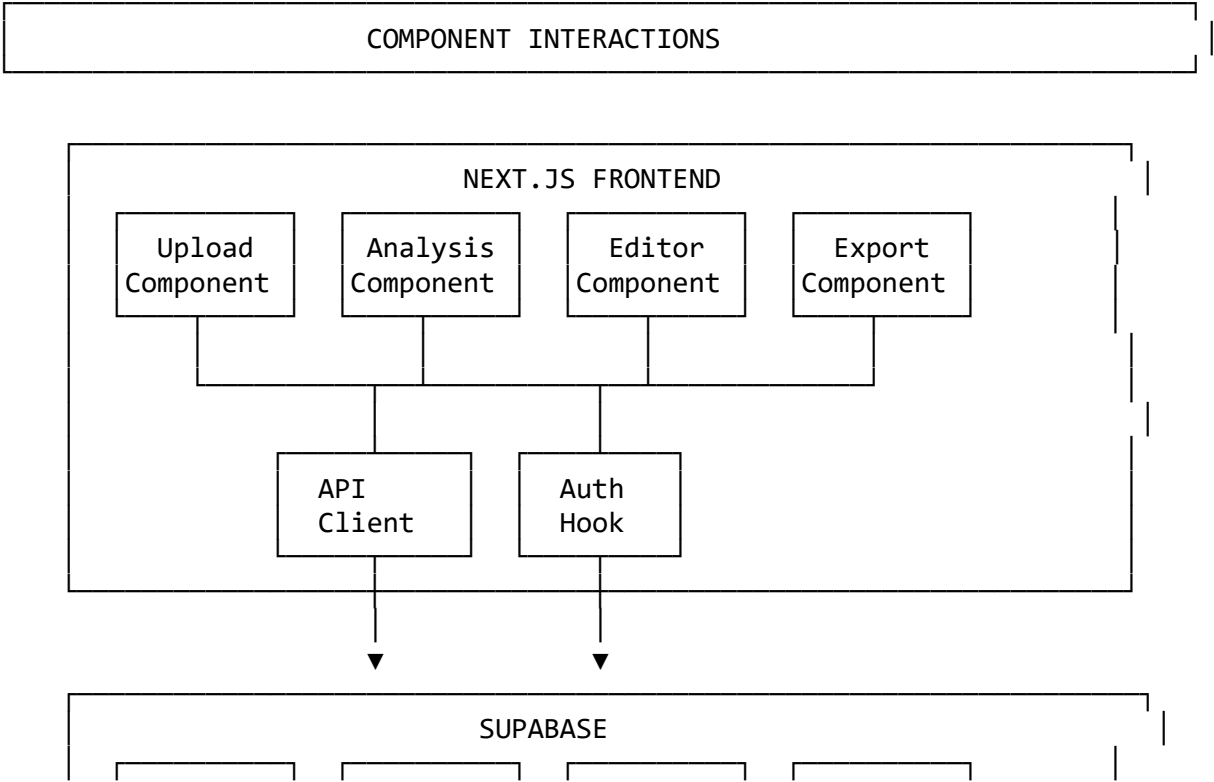 COMPONENT INTERACTIONS
NEXT.JS FRONTEND
Upload Analysis Editor Export
Component Component Component Component
API Auth
Client Hook
SUPABASE